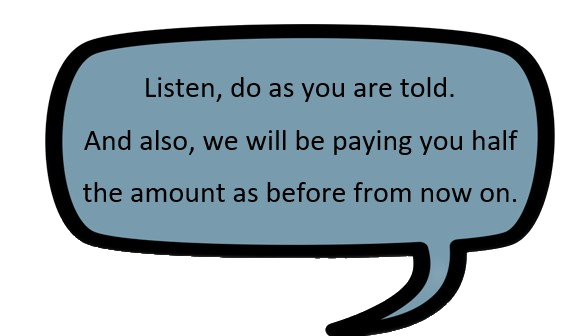 Listen, do as you are told.
And also, we will be paying you half
the amount as before from now on.